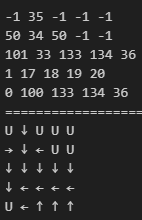 -1 35 -1 -1 -1
50 34 50 -1 -1
101 33 133 134 36
1 17 18 19 20
0 100 133 134 36
====================
U ↓ U U U
→ ↓ ← U U
↓ ↓ ↓ ↓ ↓
↓ ← ← ← ←
U ← ↑ ↑ ↑